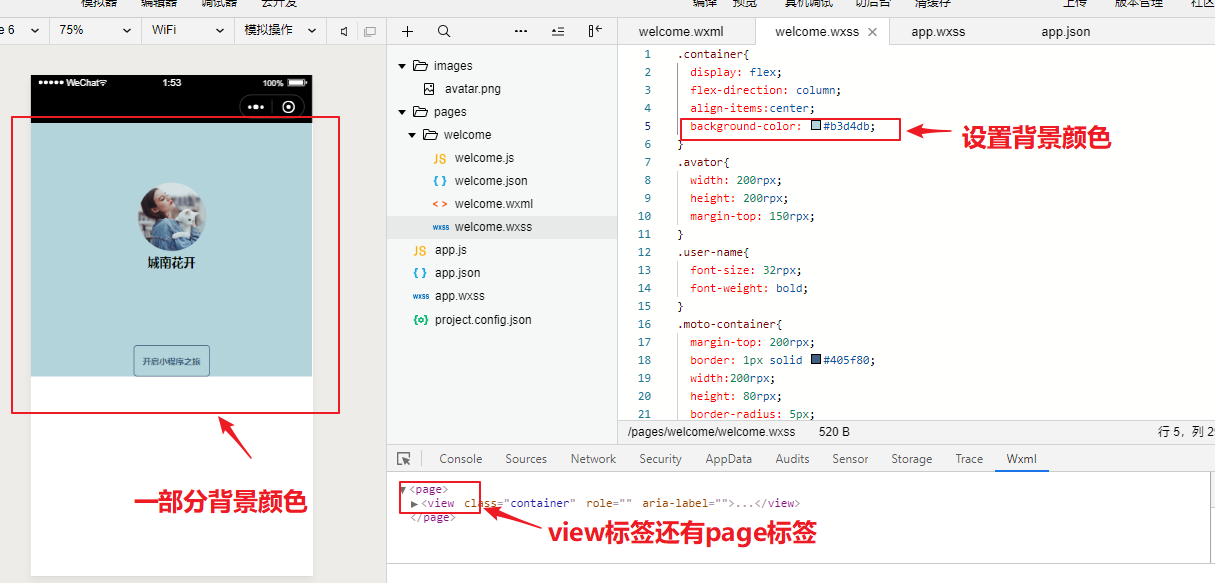 模拟器 编辑器 调试器 云开发 编译 预览 真机调试 切后台 清缓存 上传 版本管理 社区
e 6 75% WiFi 模拟操作
welcome.wxml welcome.wxss app.wxss app.json
WeChat 1:53 100%
城南花开
开启小程序之旅
一部分背景颜色
images
avatar.png
pages
welcome
JS welcome.js
{ } welcome.json
< > welcome.wxml
wxss welcome.wxss
JS app.js
{ } app.json
wxss app.wxss
{o} project.config.json
1 .container{
2 display: flex;
3 flex-direction: column;
4 align-items:center;
5 background-color: #b3d4db;
6 }
7 .avator{
8 width: 200rpx;
9 height: 200rpx;
10 margin-top: 150rpx;
11 }
12 .user-name{
13 font-size: 32rpx;
14 font-weight: bold;
15 }
16 .moto-container{
17 margin-top: 200rpx;
18 border: 1px solid #405f80;
19 width:200rpx;
20 height: 80rpx;
21 border-radius: 5px;
设置背景颜色
/pages/welcome/welcome.wxss 520 B 行 5, 列 2
Console Sources Network Security AppData Audits Sensor Storage Trace Wxml
<page>
<view class="container" role="" aria-label="">...</view>
</page>
view标签还有page标签